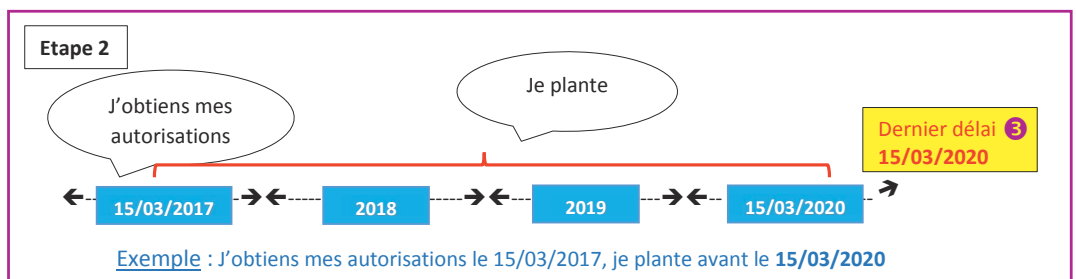 Etape 2
J’obtiens mes
autorisations
Je plante
Dernier délai ❸
15/03/2020
15/03/2017
2018
2019
15/03/2020
Exemple : J’obtiens mes autorisations le 15/03/2017, je plante avant le 15/03/2020